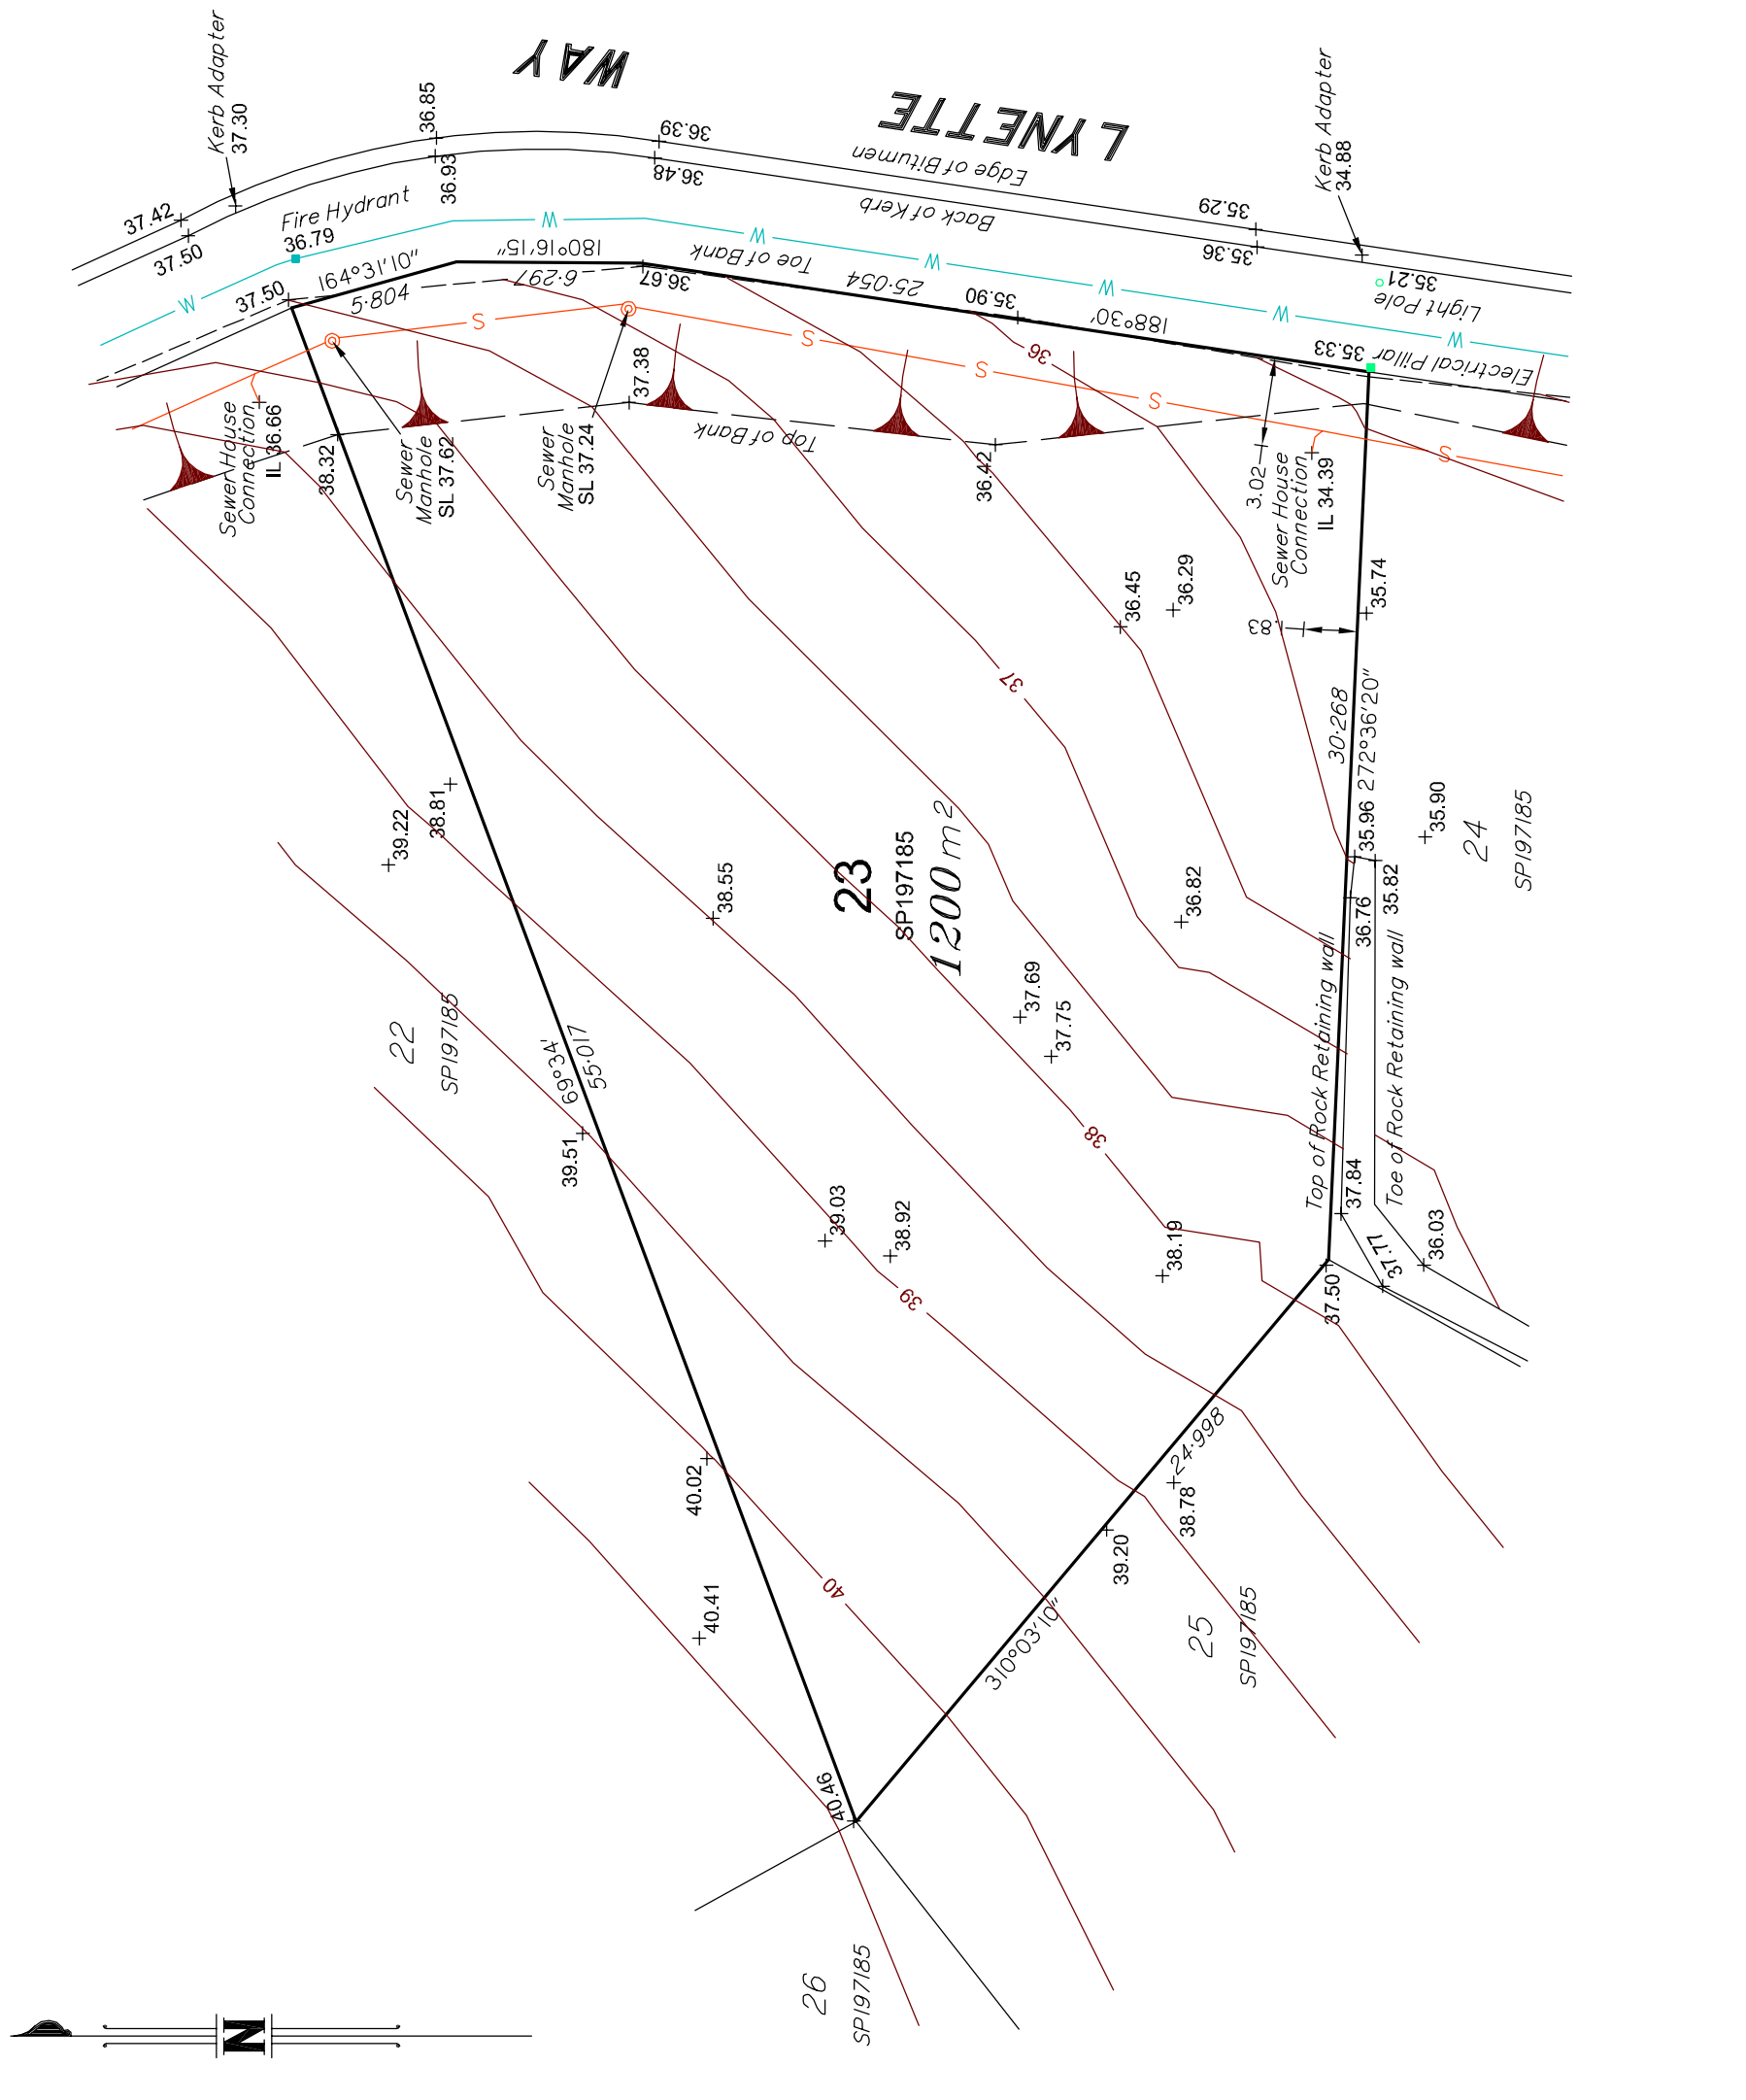 LYNETTE
WAY
Kerb Adapter
37.30
36.85
36.93
37.42
37.50
Fire Hydrant
36.79
W
W
W
W
W
W
W
36.39
36.48
Edge of Bitumen
Back of Kerb
Kerb Adapter
34.88
35.29
35.36
35.21
Light Pole
37.50
164°31'10"
5·804
180°16'15"
6·297
Toe of Bank
36.67
25·054
35.90
188°30'
35.33
Electrical Pillar
S
S
S
S
S
S
36
Sewer House
Connection
IL 36.66
38.32
Sewer
Manhole
SL 37.62
Sewer
Manhole
SL 37.24
37.38
Top of Bank
36.42
3.02
Sewer House
Connection
IL 34.39
36.45
36.29
35.74
.83
37
30·268
272°36'20"
39.22
38.81
38.55
23
SP197185
1200 m2
36.82
35.96
36.76
35.82
35.90
24
SP197185
22
SP197185
69°34'
55·017
37.69
37.75
38
Top of Rock Retaining wall
Toe of Rock Retaining wall
39.51
39.03
38.92
38.19
37.84
37.50
37.77
36.03
39
40.02
40.41
40
24·998
38.78
39.20
310°03'10"
25
SP197185
40.46
26
SP197185
N